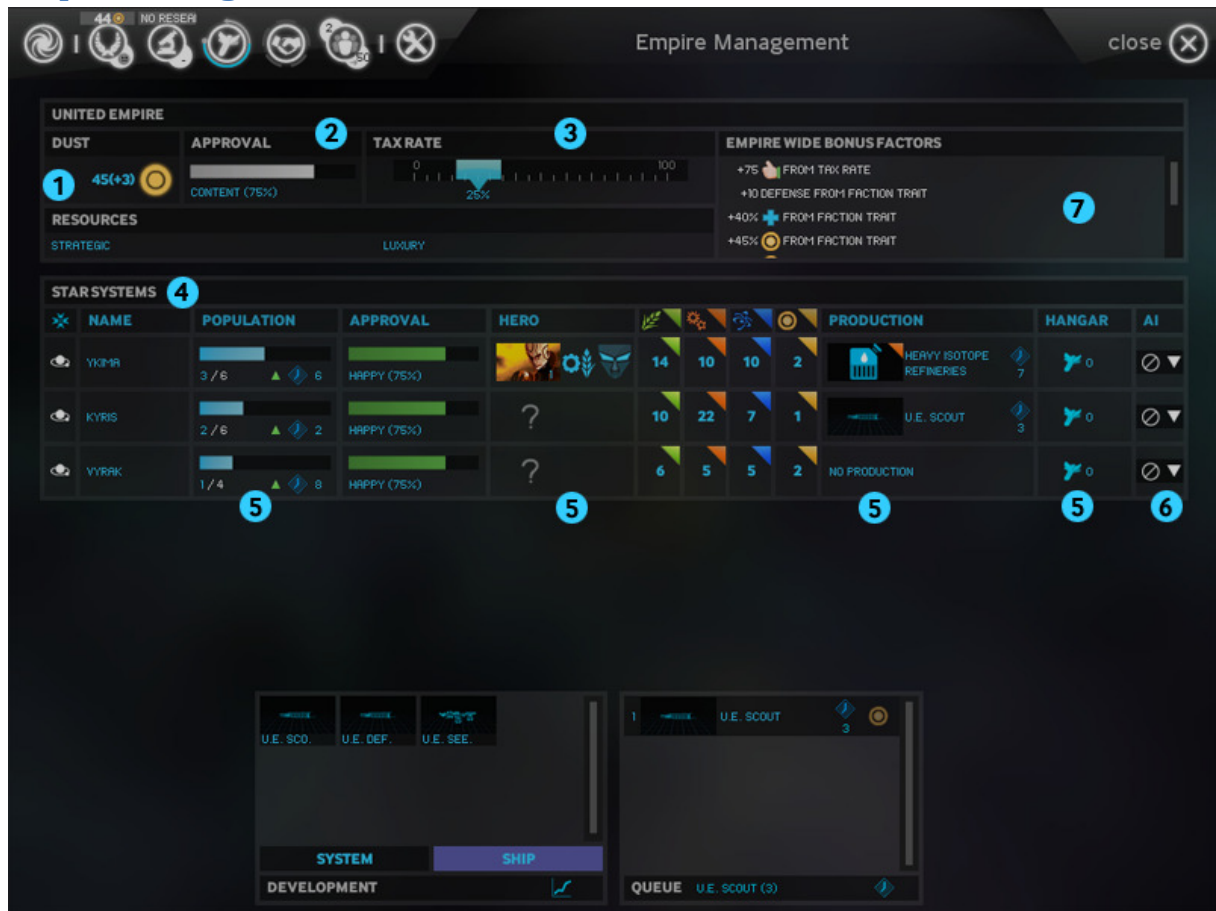 44 NO RESEA
2
50
Empire Management
close
UNITED EMPIRE
DUST APPROVAL 2 TAX RATE 3 EMPIRE WIDE BONUS FACTORS
0 100
+75 FROM TAX RATE
1 45(+3) CONTENT (75%) 25% +10 DEFENSE FROM FACTION TRAIT
RESOURCES +40% FROM FACTION TRAIT 7
STRATEGIC LUXURY +45% FROM FACTION TRAIT
STAR SYSTEMS 4
NAME POPULATION APPROVAL HERO PRODUCTION HANGAR AI
YKIMA 3/6 6 HAPPY (75%) 14 10 10 2 HEAVY ISOTOPE REFINERIES 7 0
KYRIS 2/6 2 HAPPY (75%) ? 10 22 7 1 U.E. SCOUT 3 0
VYRAK 1/4 8 HAPPY (75%) ? 6 5 5 2 NO PRODUCTION 0
5 5 5 5 6
U.E. SCO. U.E. DEF. U.E. SEE.
SYSTEM SHIP
DEVELOPMENT
1 U.E. SCOUT 3
QUEUE U.E. SCOUT (3)